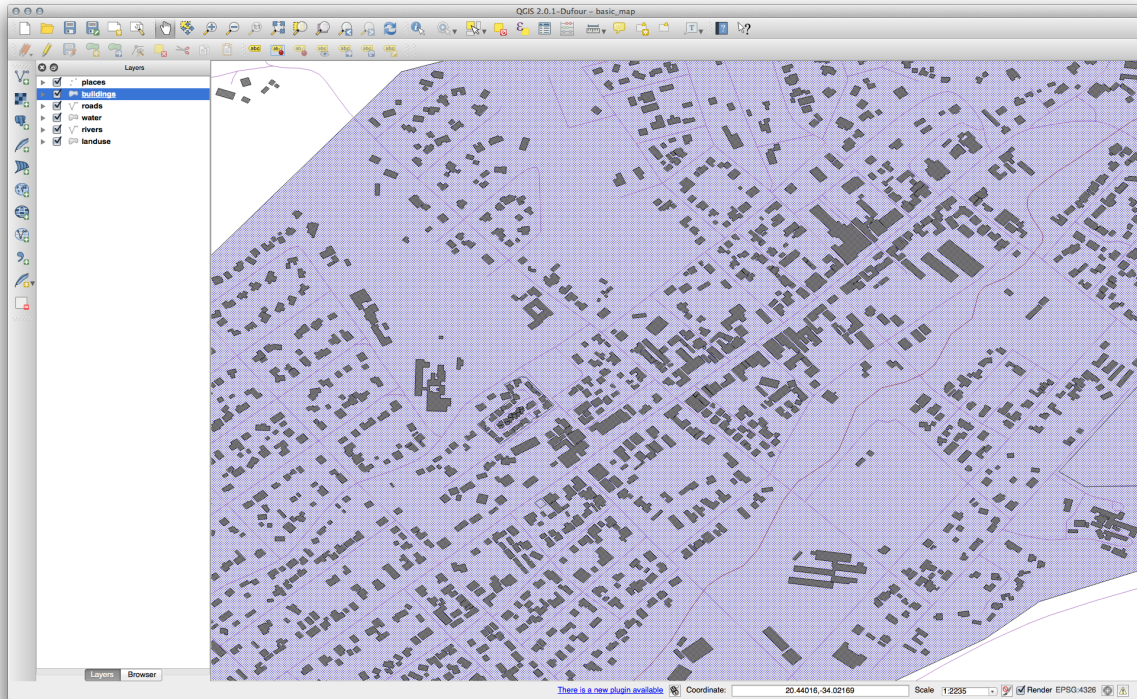 QGIS 2.0.1-Dufour – basic_map
Layers
places
buildings
roads
water
rivers
landuse
Layers
Browser
There is a new plugin available
Coordinate:
20.44016,-34.02169
Scale
1:2235
Render
EPSG:4326